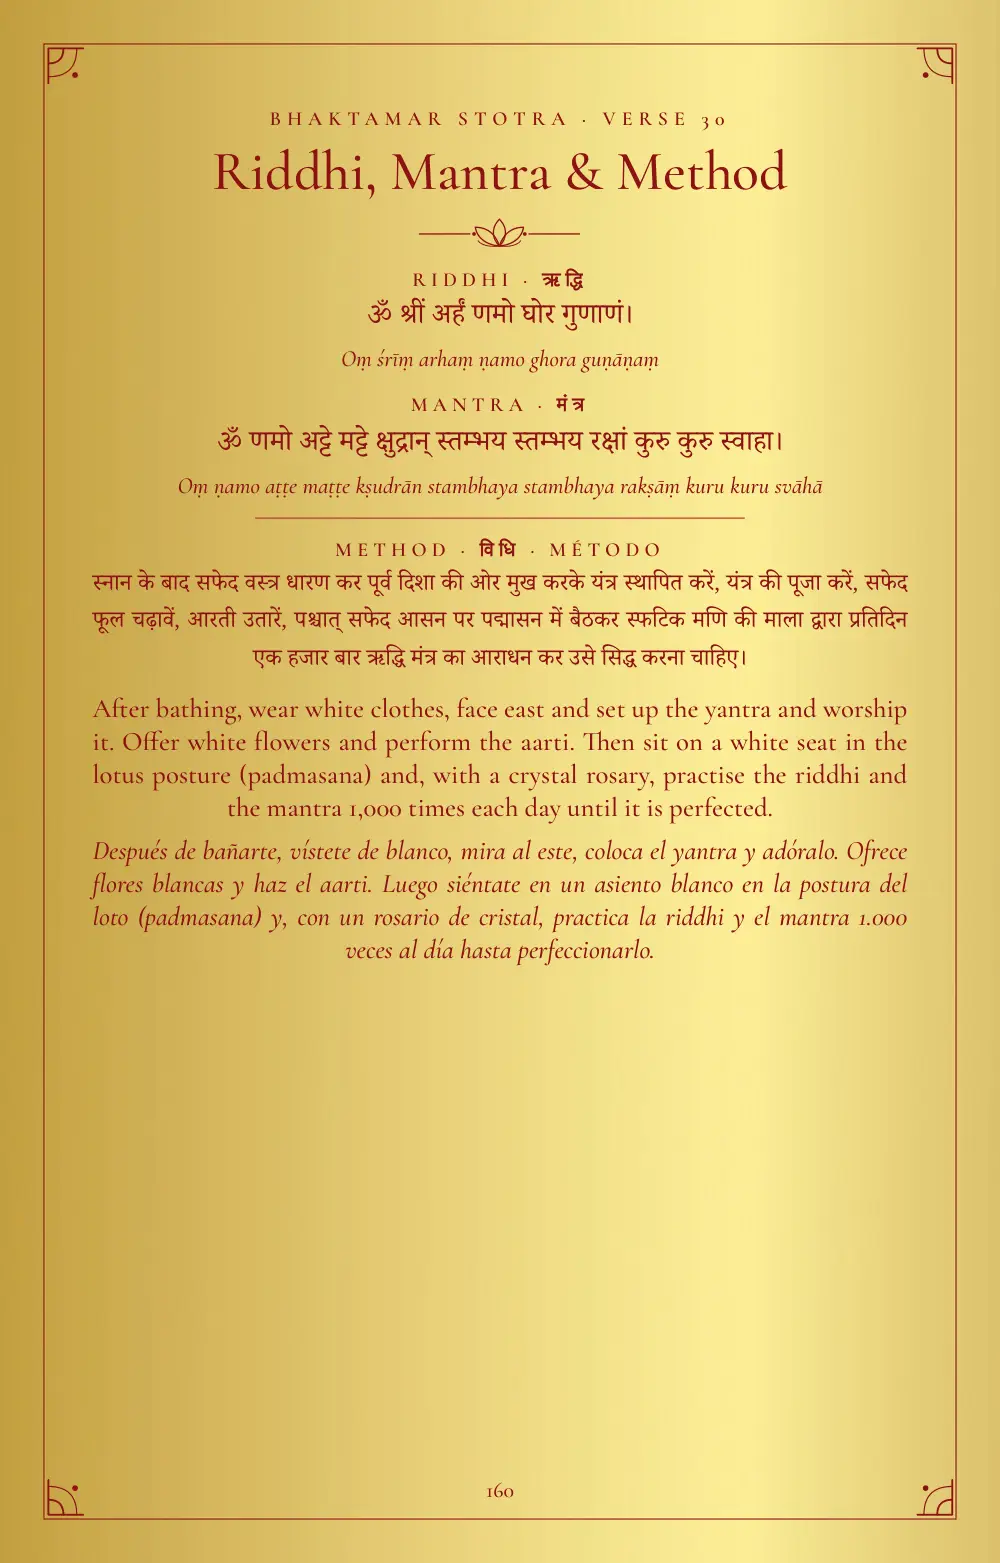 BHAKTAMAR STOTRA · VERSE 30
Riddhi, Mantra & Method
RIDDHI · ऋद्धि
ॐ श्रीं अर्हं णमो घोर गुणाणं।
Oṃ śrīṃ arhaṃ ṇamo ghora guṇāṇaṃ
MANTRA · मंत्र
ॐ णमो अट्टे मट्टे क्षुद्रान् स्तम्भय स्तम्भय रक्षां कुरु कुरु स्वाहा।
Oṃ ṇamo aṭṭe maṭṭe kṣudrān stambhaya stambhaya rakṣāṃ kuru kuru svāhā
METHOD · विधि · MÉTODO
स्नान के बाद सफेद वस्त्र धारण कर पूर्व दिशा की ओर मुख करके यंत्र स्थापित करें, यंत्र की पूजा करें, सफेद
फूल चढ़ावें, आरती उतारें, पश्चात् सफेद आसन पर पद्मासन में बैठकर स्फटिक मणि की माला द्वारा प्रतिदिन
एक हजार बार ऋद्धि मंत्र का आराधन कर उसे सिद्ध करना चाहिए।
After bathing, wear white clothes, face east and set up the yantra and worship
it. Offer white flowers and perform the aarti. Then sit on a white seat in the
lotus posture (padmasana) and, with a crystal rosary, practise the riddhi and
the mantra 1,000 times each day until it is perfected.
Después de bañarte, vístete de blanco, mira al este, coloca el yantra y adóralo. Ofrece
flores blancas y haz el aarti. Luego siéntate en un asiento blanco en la postura del
loto (padmasana) y, con un rosario de cristal, practica la riddhi y el mantra 1.000
veces al día hasta perfeccionarlo.
160